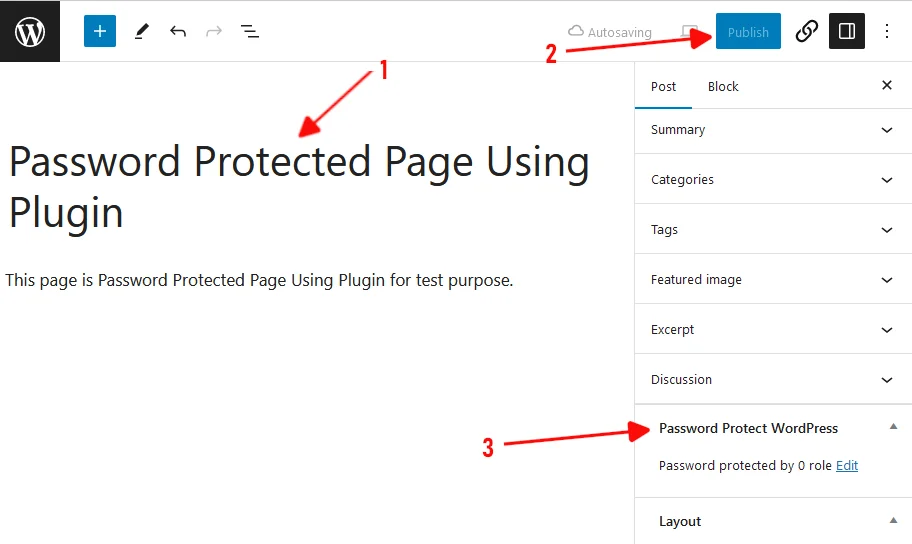 Autosaving
Publish
1
2
Post
Block
Password Protected Page Using
Plugin
This page is Password Protected Page Using Plugin for test purpose.
Summary
Categories
Tags
Featured image
Excerpt
Discussion
3
Password Protect WordPress
Password protected by 0 role Edit
Layout